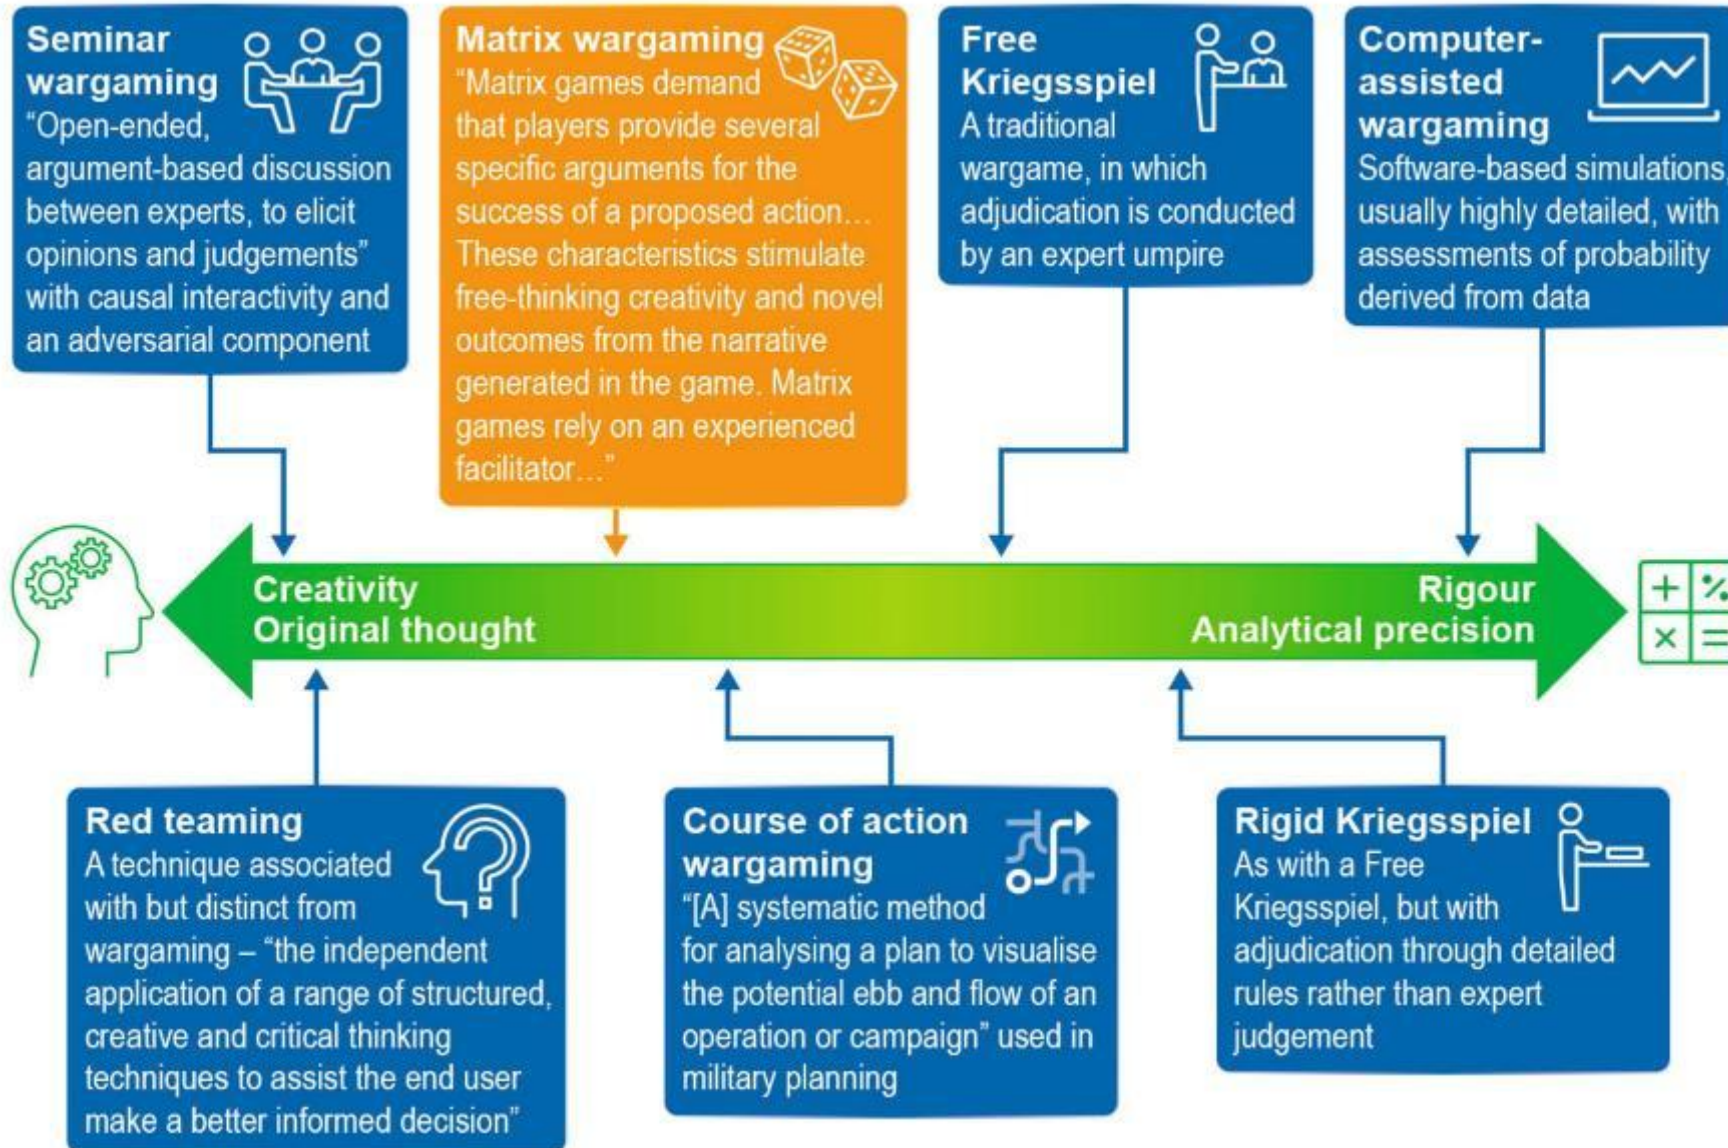 Seminar
wargaming
“Open-ended,
argument-based discussion
between experts, to elicit
opinions and judgements”
with causal interactivity and
an adversarial component
Matrix wargaming
“Matrix games demand
that players provide several
specific arguments for the
success of a proposed action…
These characteristics stimulate
free-thinking creativity and novel
outcomes from the narrative
generated in the game. Matrix
games rely on an experienced
facilitator…”
Free
Kriegsspiel
A traditional
wargame, in which
adjudication is conducted
by an expert umpire
Computer-
assisted
wargaming
Software-based simulations,
usually highly detailed, with
assessments of probability
derived from data
Creativity
Original thought
Rigour
Analytical precision
+ %
× =
Red teaming
A technique associated
with but distinct from
wargaming – “the independent
application of a range of structured,
creative and critical thinking
techniques to assist the end user
make a better informed decision”
Course of action
wargaming
“[A] systematic method
for analysing a plan to visualise
the potential ebb and flow of an
operation or campaign” used in
military planning
Rigid Kriegsspiel
As with a Free
Kriegsspiel, but with
adjudication through detailed
rules rather than expert
judgement